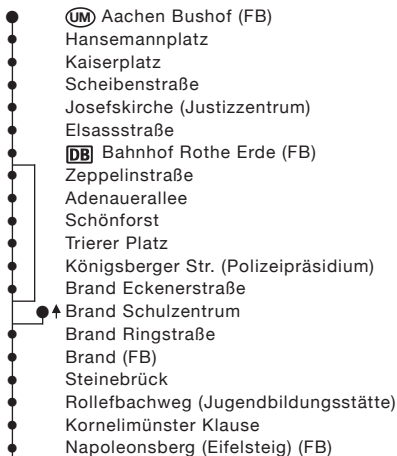 UM Aachen Bushof (FB)
Hansemannplatz
Kaiserplatz
Scheibenstraße
Josefskirche (Justizzentrum)
Elsassstraße
DB Bahnhof Rothe Erde (FB)
Zeppelinstraße
Adenauerallee
Schönforst
Trierer Platz
Königsberger Str. (Polizeipräsidium)
Brand Eckenerstraße
Brand Schulzentrum
Brand Ringstraße
Brand (FB)
Steinebrück
Rollefbachweg (Jugendbildungsstätte)
Kornelimünster Klause
Napoleonsberg (Eifelsteig) (FB)